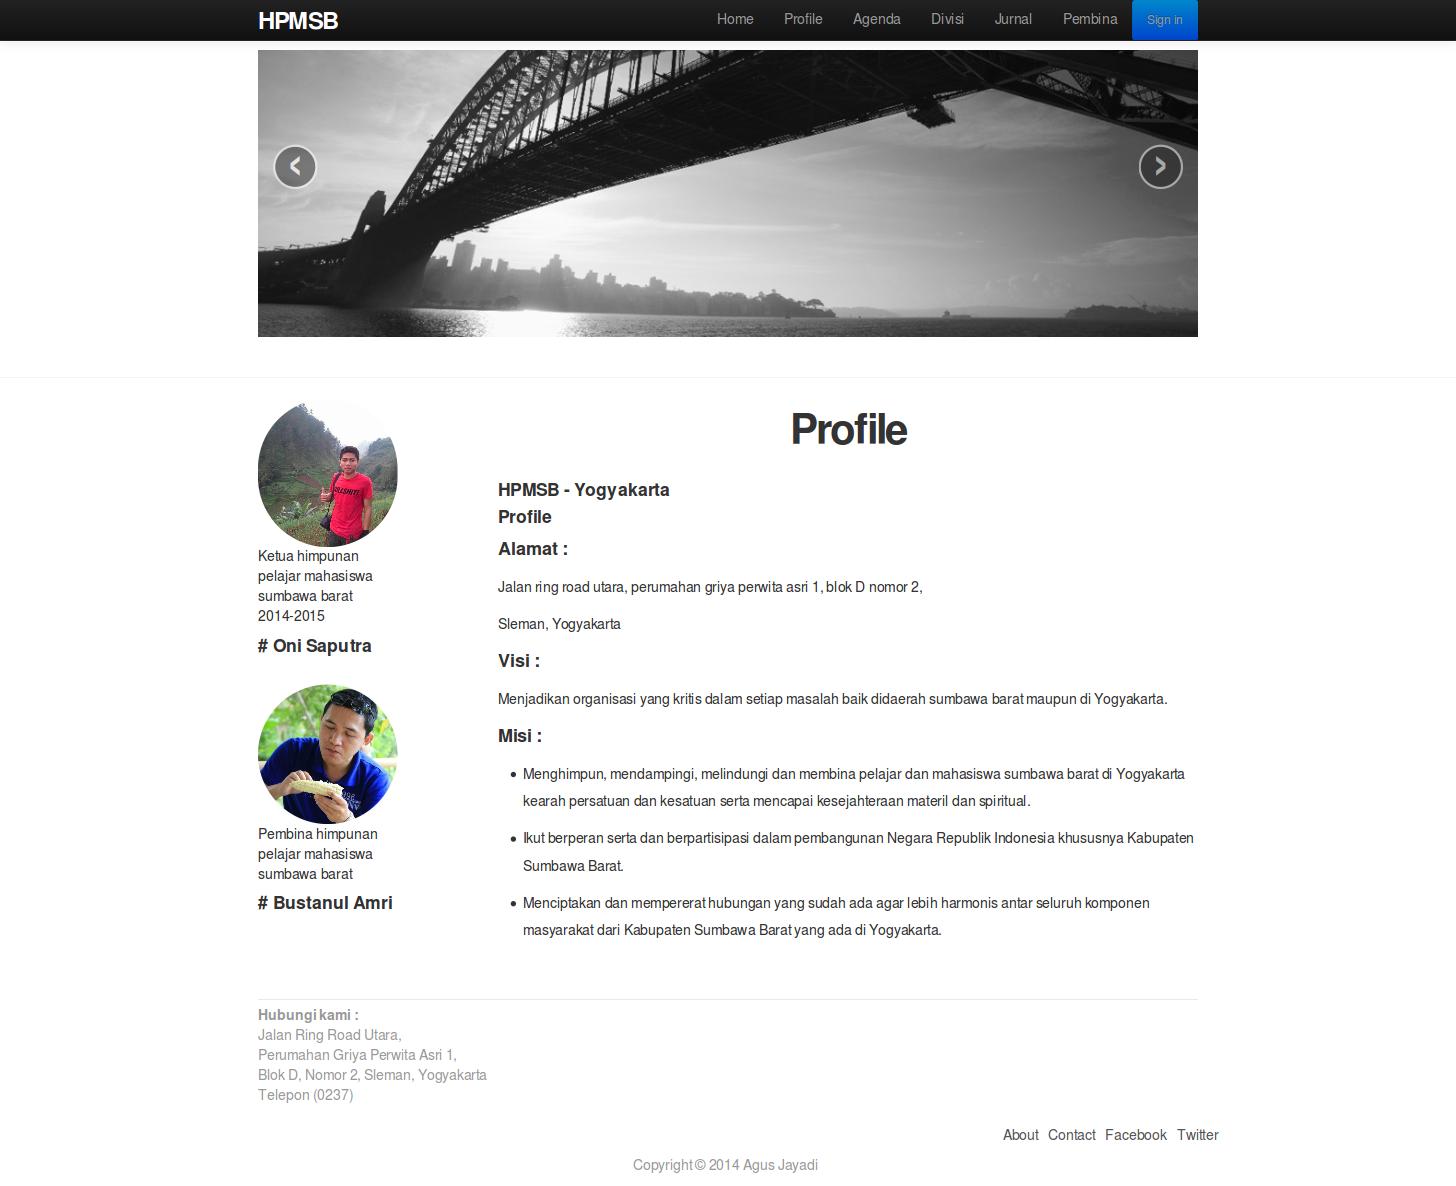 HPMSB
Home Profile Agenda Divisi Jurnal Pembina Sign in
Profile
Ketua himpunan
pelajar mahasiswa
sumbawa barat
2014-2015
# Oni Saputra
Pembina himpunan
pelajar mahasiswa
sumbawa barat
# Bustanul Amri
HPMSB - Yogyakarta
Profile
Alamat :
Jalan ring road utara, perumahan griya perwita asri 1, blok D nomor 2,
Sleman, Yogyakarta
Visi :
Menjadikan organisasi yang kritis dalam setiap masalah baik didaerah sumbawa barat maupun di Yogyakarta.
Misi :
• Menghimpun, mendampingi, melindungi dan membina pelajar dan mahasiswa sumbawa barat di Yogyakarta
kearah persatuan dan kesatuan serta mencapai kesejahteraan materil dan spiritual.
• Ikut berperan serta dan berpartisipasi dalam pembangunan Negara Republik Indonesia khususnya Kabupaten
Sumbawa Barat.
• Menciptakan dan mempererat hubungan yang sudah ada agar lebih harmonis antar seluruh komponen
masyarakat dari Kabupaten Sumbawa Barat yang ada di Yogyakarta.
Hubungi kami :
Jalan Ring Road Utara,
Perumahan Griya Perwita Asri 1,
Blok D, Nomor 2, Sleman, Yogyakarta
Telepon (0237)
About Contact Facebook Twitter
Copyright © 2014 Agus Jayadi